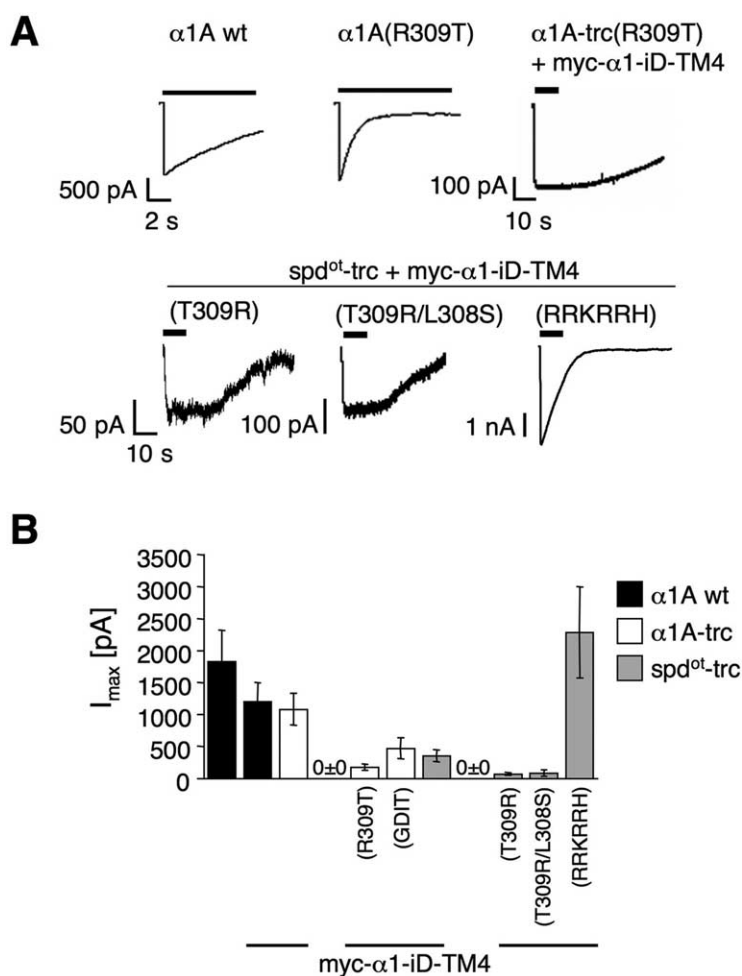 A
α1A wt
α1A(R309T)
α1A-trc(R309T)
+ myc-α1-iD-TM4
500 pA
2 s
100 pA
10 s
spd^ot-trc + myc-α1-iD-TM4
(T309R)
(T309R/L308S)
(RRKRRH)
50 pA
10 s
100 pA
1 nA
B
I_max [pA]
3500
3000
2500
2000
1500
1000
500
0
0±0
0±0
α1A wt
α1A-trc
spd^ot-trc
(R309T)
(GDIT)
(T309R)
(T309R/L308S)
(RRKRRH)
myc-α1-iD-TM4